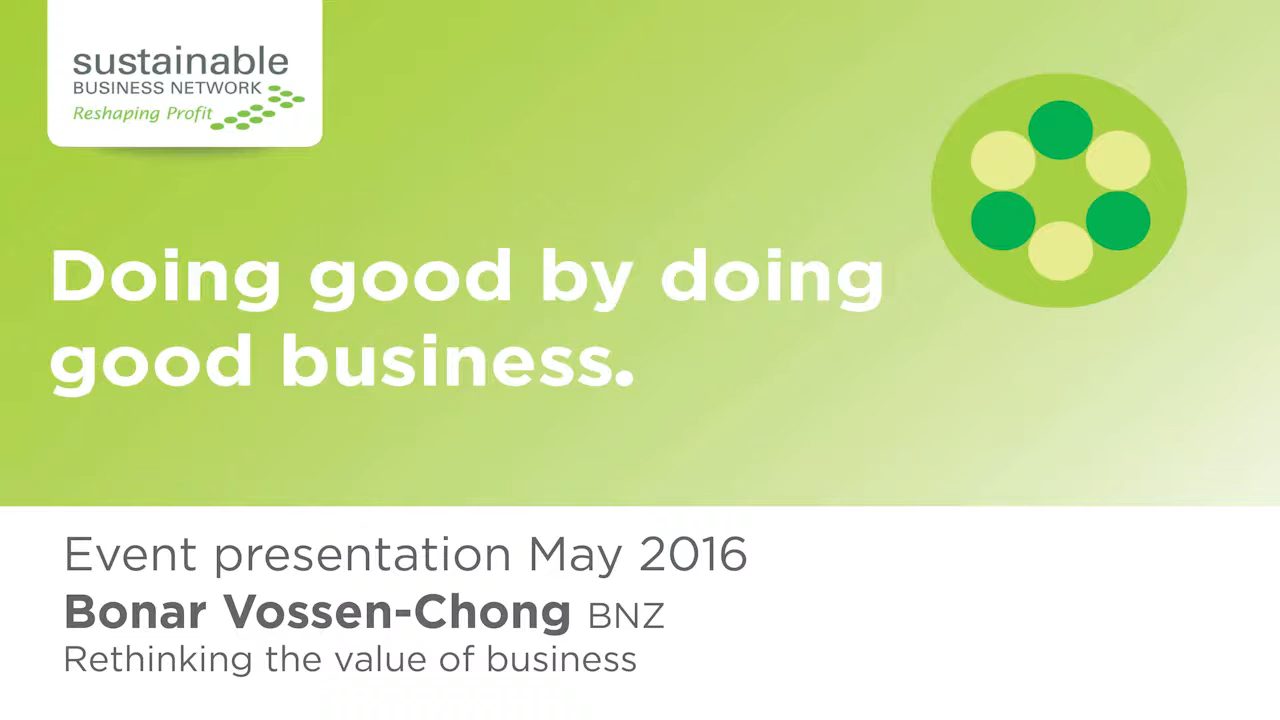 sustainable
BUSINESS NETWORK
Reshaping Profit
Doing good by doing
good business.
Event presentation May 2016
Bonar Vossen-Chong BNZ
Rethinking the value of business